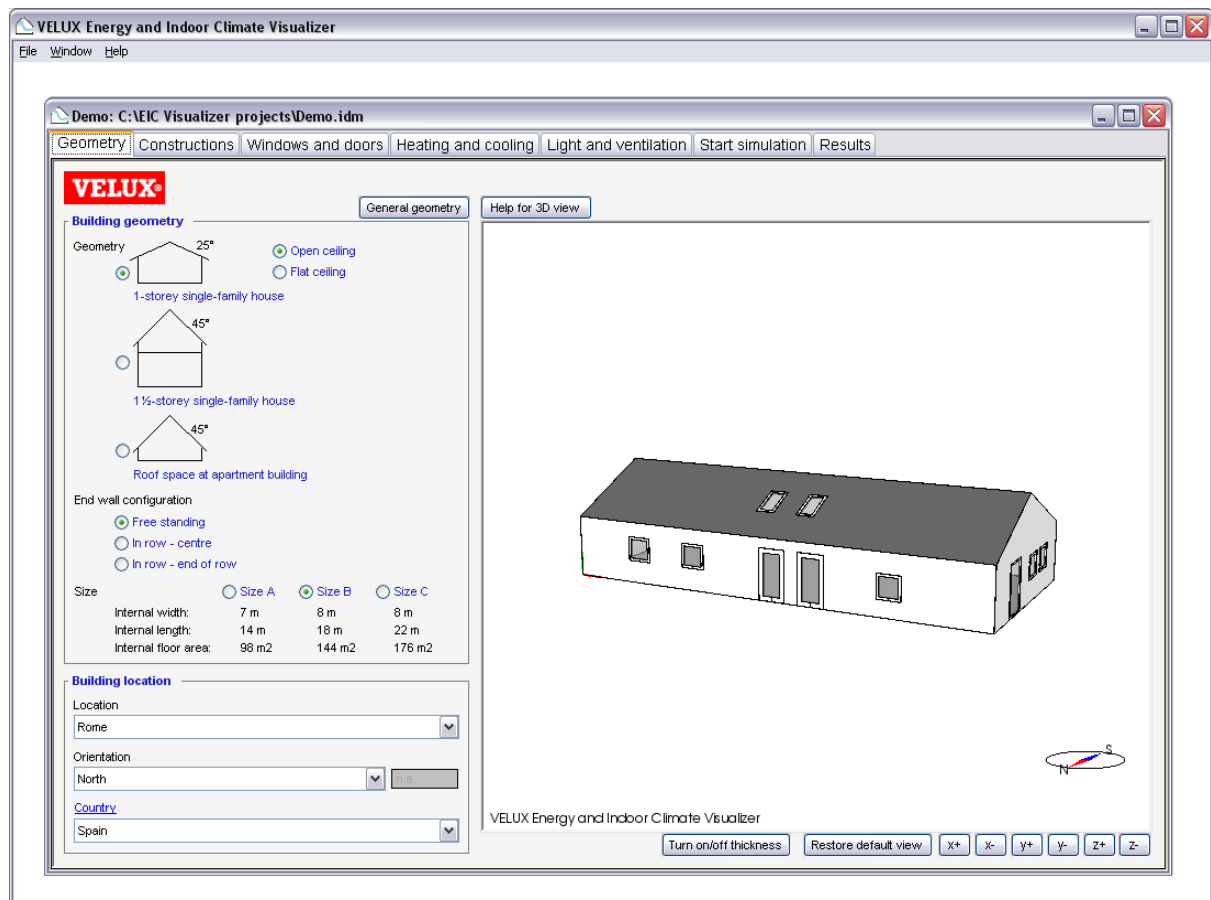 VELUX Energy and Indoor Climate Visualizer
File Window Help
Demo: C:\EIC Visualizer projects\Demo.idm
Geometry Constructions Windows and doors Heating and cooling Light and ventilation Start simulation Results
VELUX®
General geometry Help for 3D view
Building geometry
Geometry 25° Open ceiling
Flat ceiling
1-storey single-family house
45°
1½-storey single-family house
45°
Roof space at apartment building
End wall configuration
Free standing
In row - centre
In row - end of row
Size Size A Size B Size C
Internal width: 7 m 8 m 8 m
Internal length: 14 m 18 m 22 m
Internal floor area: 98 m2 144 m2 176 m2
Building location
Location
Rome
Orientation
North n.a.
Country
Spain
S
N
VELUX Energy and Indoor Climate Visualizer
Turn on/off thickness Restore default view x+ x- y+ y- z+ z-